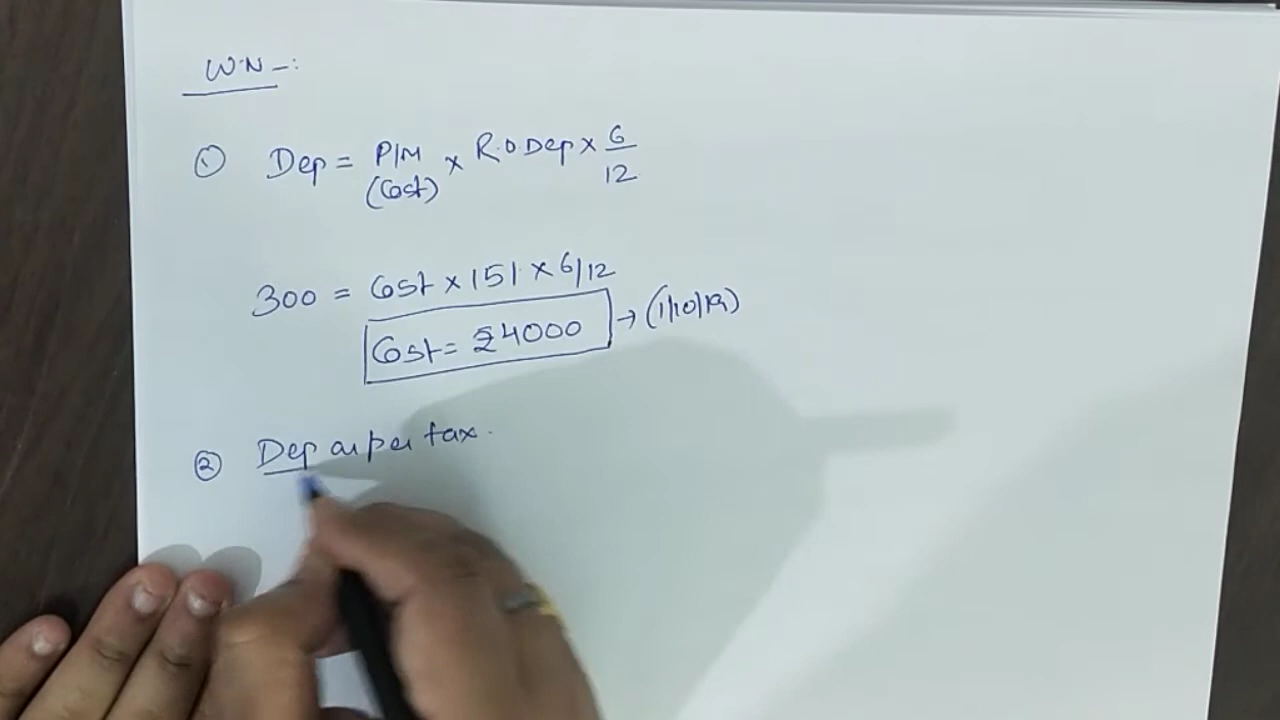 W.N -:
① Dep = P/M (Cost) × R.O Dep × 6/12
300 = Cost × 15% × 6/12
Cost = ₹4000 → (1/10/19)
② Dep as per tax.